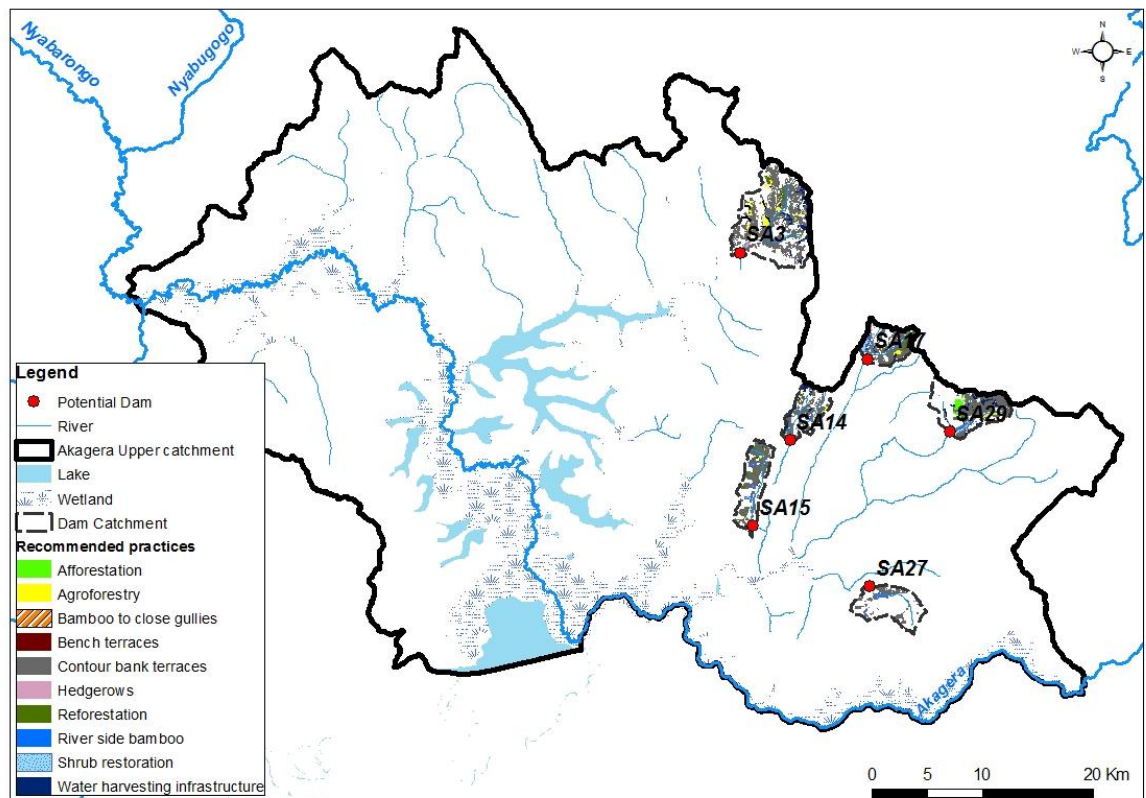 N
W E
S
Nyabarongo
Nyabugogo
SA3
SA17
SA29
SA14
SA15
SA27
Akagera
Legend
Potential Dam
River
Akagera Upper catchment
Lake
Wetland
Dam Catchment
Recommended practices
Afforestation
Agroforestry
Bamboo to close gullies
Bench terraces
Contour bank terraces
Hedgerows
Reforestation
River side bamboo
Shrub restoration
Water harvesting infrastructure
0 5 10 20 Km